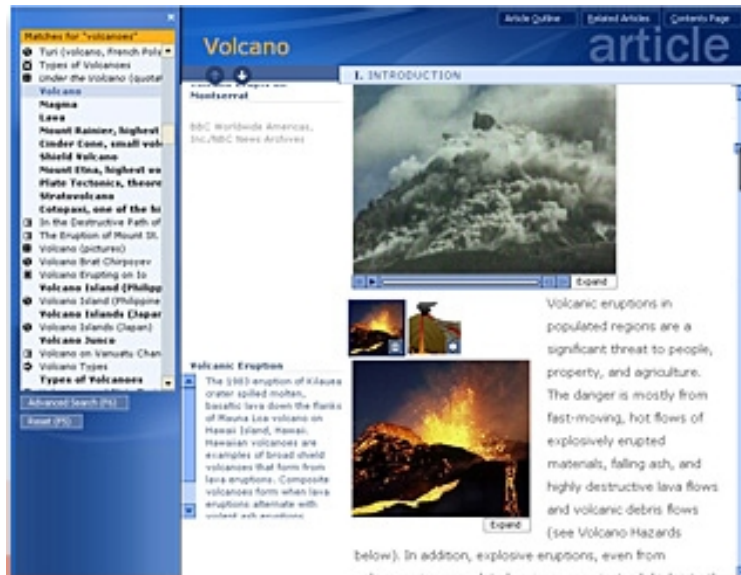 Matches for "volcanoes"
Turi (volcano, French Poly
Types of Volcanoes
Under the Volcano (quotat
Volcano
Magma
Lava
Mount Rainier, highest
Cinder Cone, small volc
Shield Volcano
Mount Etna, highest vo
Plate Tectonics, theore
Stratovolcano
Cotopaxi, one of the hi
In the Destructive Path of
The Eruption of Mount St.
Volcano (pictures)
Volcano Brat Chirpoyev
Volcano Erupting on Io
Volcano Island (Philipp
Volcano Island (Philippine
Volcano Islands (Japan
Volcano Islands (Japan)
Volcano Junco
Volcano on Vanuatu Chan
Volcano Types
Types of Volcanoes
Advanced Search (F6)
Reset (F5)
Article Outline
Related Articles
Contents Page
Volcano
article
I. INTRODUCTION
Montserrat
BBC Worldwide Americas,
Inc./NBC News Archives
Expand
Volcanic Eruption
The 1983 eruption of Kilauea
crater spilled molten,
basaltic lava down the flanks
of Mauna Loa volcano on
Hawaii Island, Hawaii.
Hawaiian volcanoes are
examples of broad shield
volcanoes that form from
lava eruptions. Composite
volcanoes form when lava
eruptions alternate with
violent ash eruptions
Expand
Volcanic eruptions in
populated regions are a
significant threat to people,
property, and agriculture.
The danger is mostly from
fast-moving, hot flows of
explosively erupted
materials, falling ash, and
highly destructive lava flows
and volcanic debris flows
(see Volcano Hazards
below). In addition, explosive eruptions, even from